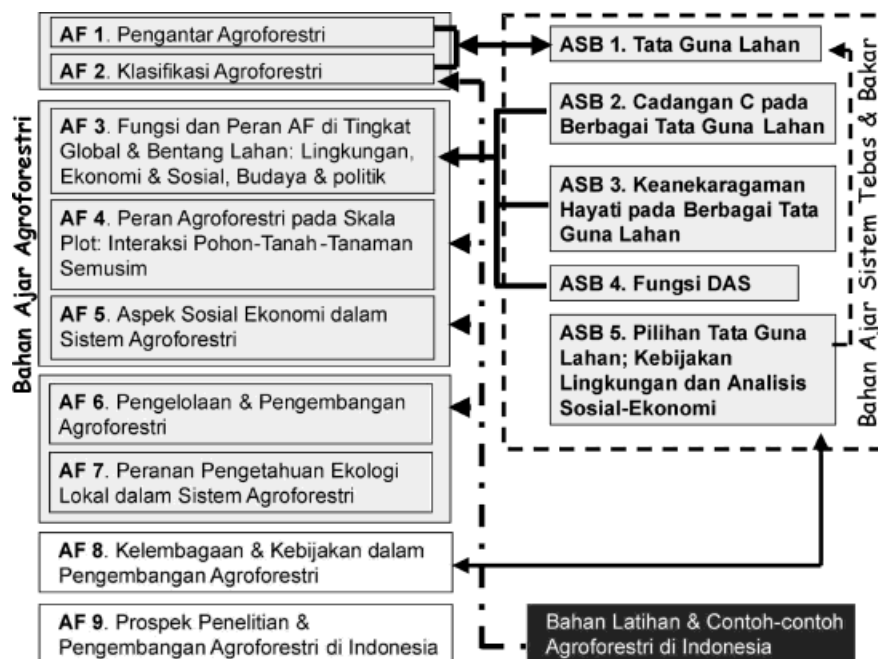 Bahan Ajar Agroforestri
AF 1. Pengantar Agroforestri
AF 2. Klasifikasi Agroforestri
AF 3. Fungsi dan Peran AF di Tingkat
Global & Bentang Lahan: Lingkungan,
Ekonomi & Sosial, Budaya & politik
AF 4. Peran Agroforestri pada Skala
Plot: Interaksi Pohon-Tanah-Tanaman
Semusim
AF 5. Aspek Sosial Ekonomi dalam
Sistem Agroforestri
AF 6. Pengelolaan & Pengembangan
Agroforestri
AF 7. Peranan Pengetahuan Ekologi
Lokal dalam Sistem Agroforestri
AF 8. Kelembagaan & Kebijakan dalam
Pengembangan Agroforestri
AF 9. Prospek Penelitian &
Pengembangan Agroforestri di Indonesia
ASB 1. Tata Guna Lahan
ASB 2. Cadangan C pada
Berbagai Tata Guna Lahan
ASB 3. Keanekaragaman
Hayati pada Berbagai Tata
Guna Lahan
ASB 4. Fungsi DAS
ASB 5. Pilihan Tata Guna
Lahan; Kebijakan
Lingkungan dan Analisis
Sosial-Ekonomi
Bahan Ajar Sistem Tebas & Bakar
Bahan Latihan & Contoh-contoh
Agroforestri di Indonesia